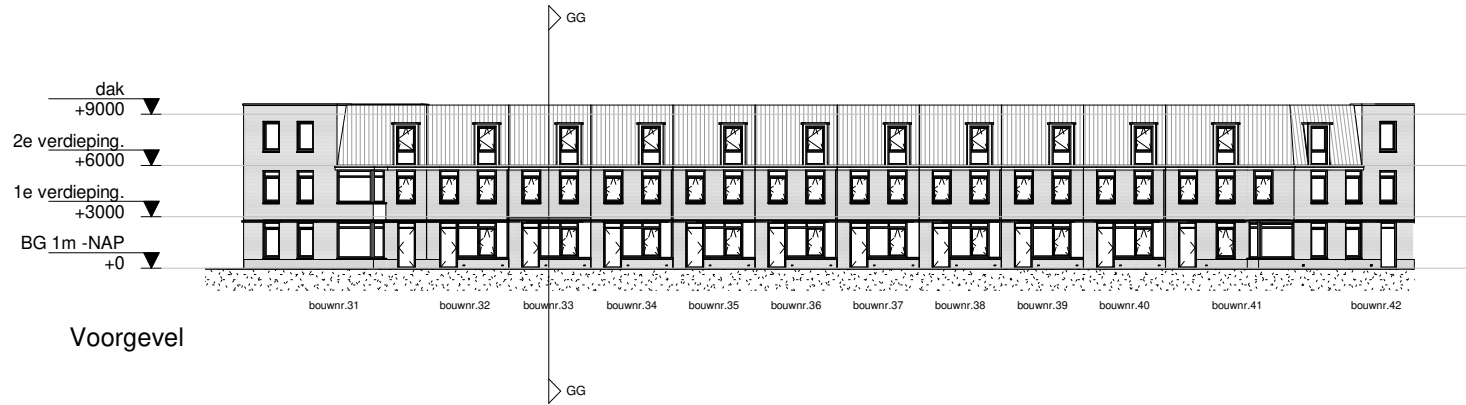 GG
dak
+9000
2e verdieping.
+6000
1e verdieping.
+3000
BG 1m -NAP
+0
bouwnr.31 bouwnr.32 bouwnr.33 bouwnr.34 bouwnr.35 bouwnr.36 bouwnr.37 bouwnr.38 bouwnr.39 bouwnr.40 bouwnr.41 bouwnr.42
Voorgevel
GG